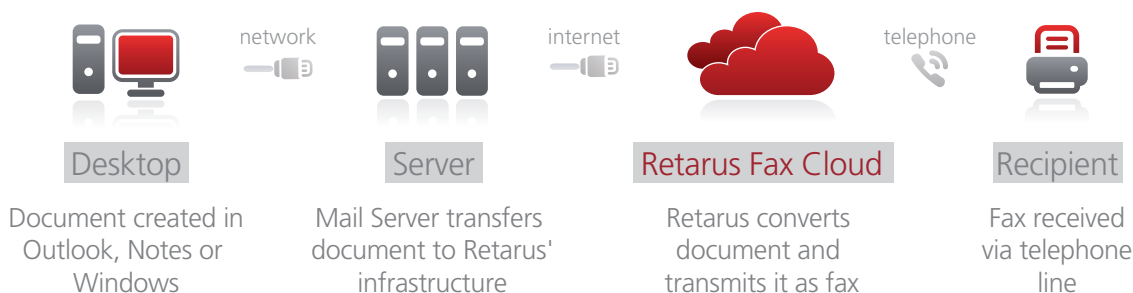 network
internet
telephone
Desktop
Server
Retarus Fax Cloud
Recipient
Document created in
Outlook, Notes or
Windows
Mail Server transfers
document to Retarus'
infrastructure
Retarus converts
document and
transmits it as fax
Fax received
via telephone
line